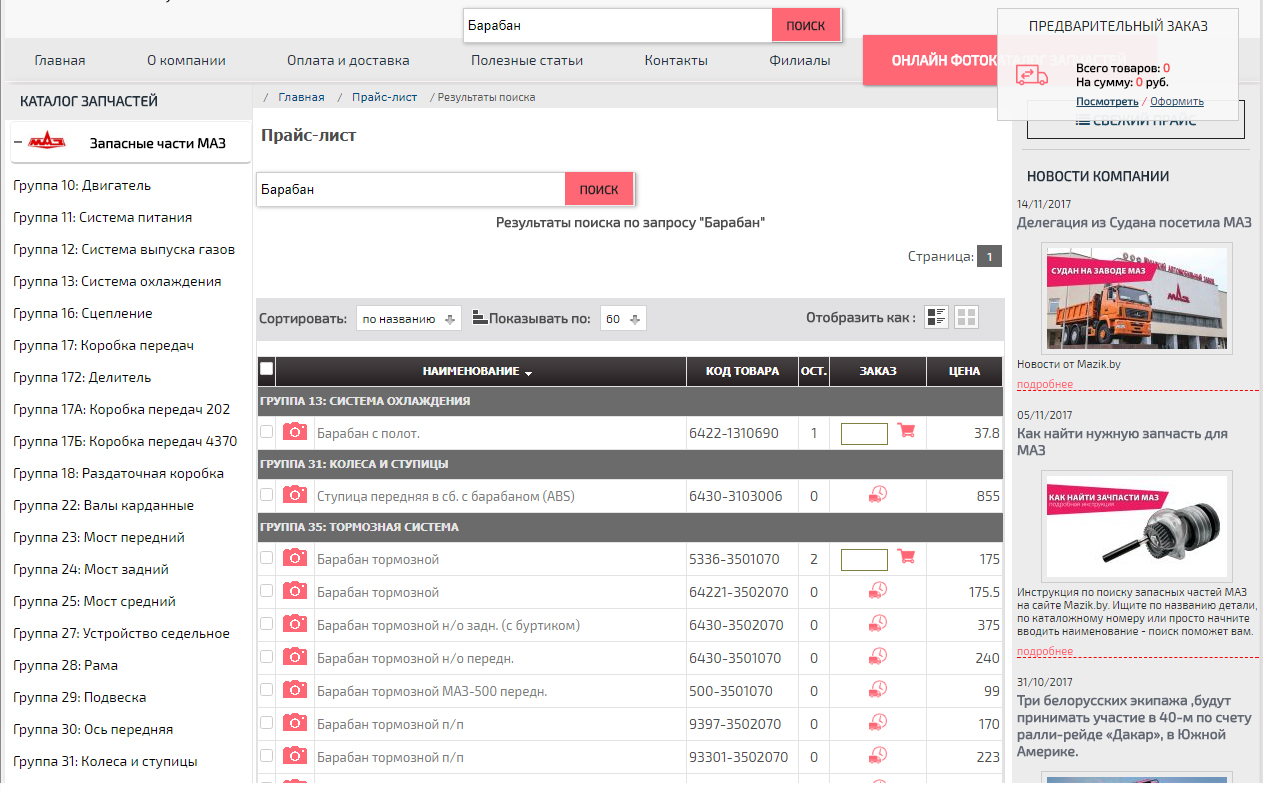 Барабан
ПОИСК
ПРЕДВАРИТЕЛЬНЫЙ ЗАКАЗ
Всего товаров: 0
На сумму: 0 руб.
Посмотреть / Оформить
Главная
О компании
Оплата и доставка
Полезные статьи
Контакты
Филиалы
СВЕЖИЙ ПРАЙС
КАТАЛОГ ЗАПЧАСТЕЙ
МАЗ
Запасные части МАЗ
Группа 10: Двигатель
Группа 11: Система питания
Группа 12: Система выпуска газов
Группа 13: Система охлаждения
Группа 16: Сцепление
Группа 17: Коробка передач
Группа 172: Делитель
Группа 17А: Коробка передач 202
Группа 17Б: Коробка передач 4370
Группа 18: Раздаточная коробка
Группа 22: Валы карданные
Группа 23: Мост передний
Группа 24: Мост задний
Группа 25: Мост средний
Группа 27: Устройство седельное
Группа 28: Рама
Группа 29: Подвеска
Группа 30: Ось передняя
Группа 31: Колеса и ступицы
/ Главная / Прайс-лист / Результаты поиска
Прайс-лист
Барабан
ПОИСК
Результаты поиска по запросу "Барабан"
Страница: 1
Сортировать: по названию Показывать по: 60 Отобразить как :
НАИМЕНОВАНИЕ КОД ТОВАРА ОСТ. ЗАКАЗ ЦЕНА
ГРУППА 13: СИСТЕМА ОХЛАЖДЕНИЯ
Барабан с полот. 6422-1310690 1 37.8
ГРУППА 31: КОЛЕСА И СТУПИЦЫ
Ступица передняя в сб. с барабаном (ABS) 6430-3103006 0 855
ГРУППА 35: ТОРМОЗНАЯ СИСТЕМА
Барабан тормозной 5336-3501070 2 175
Барабан тормозной 64221-3502070 0 175.5
Барабан тормозной н/о задн. (с буртиком) 6430-3502070 0 375
Барабан тормозной н/о передн. 6430-3501070 0 240
Барабан тормозной МАЗ-500 передн. 500-3501070 0 99
Барабан тормозной п/п 9397-3502070 0 170
Барабан тормозной п/п 93301-3502070 0 223
НОВОСТИ КОМПАНИИ
14/11/2017
Делегация из Судана посетила МАЗ
СУДАН НА ЗАВОДЕ МАЗ
Новости от Mazik.by
подробнее
05/11/2017
Как найти нужную запчасть для
МАЗ
КАК НАЙТИ ЗАЧПАСТИ МАЗ
подробная инструкция
Инструкция по поиску запасных частей МАЗ
на сайте Mazik.by. Ищите по названию детали,
по каталожному номеру или просто начните
вводить наименование - поиск поможет вам.
подробнее
31/10/2017
Три белорусских экипажа ,будут
принимать участие в 40-м по счету
ралли-рейде «Дакар», в Южной
Америке.